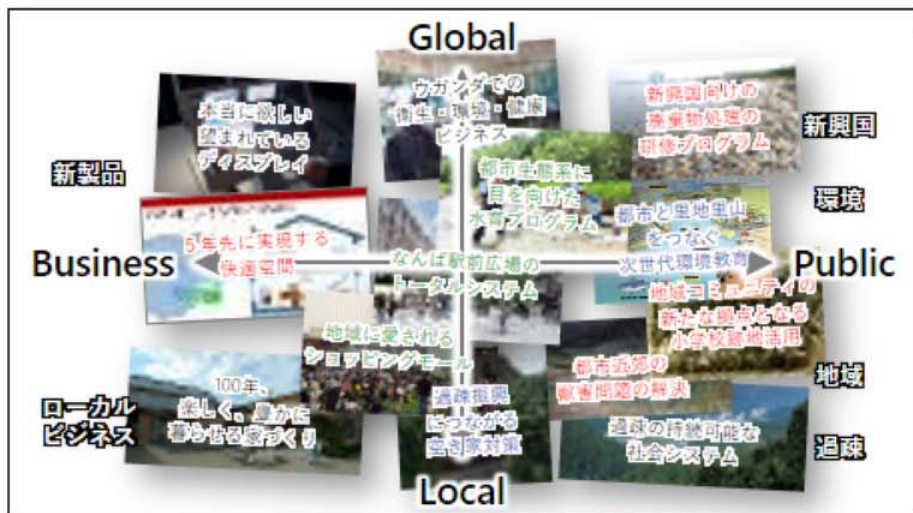 Global
ウガンダでの
衛生・環境・健康
ビジネス
本当に欲しい
望まれている
ディスプレイ
新興国向けの
廃棄物処理の
研修プログラム
新興国
新製品
都市生態系に
目を向けた
水育プログラム
環境
都市と里地里山
をつなぐ
次世代環境教育
5年先に実現する
快適空間
Business
なんば駅前広場の
トータルシステム
Public
地域コミュニティの
新たな拠点となる
小学校跡地活用
地域に愛される
ショッピングモール
都市近郊の
獣害問題の解決
地域
100年、
楽しく、豊かに
暮らせる家づくり
ローカル
ビジネス
過疎振興
につながる
空き家対策
過疎の持続可能な
社会システム
過疎
Local